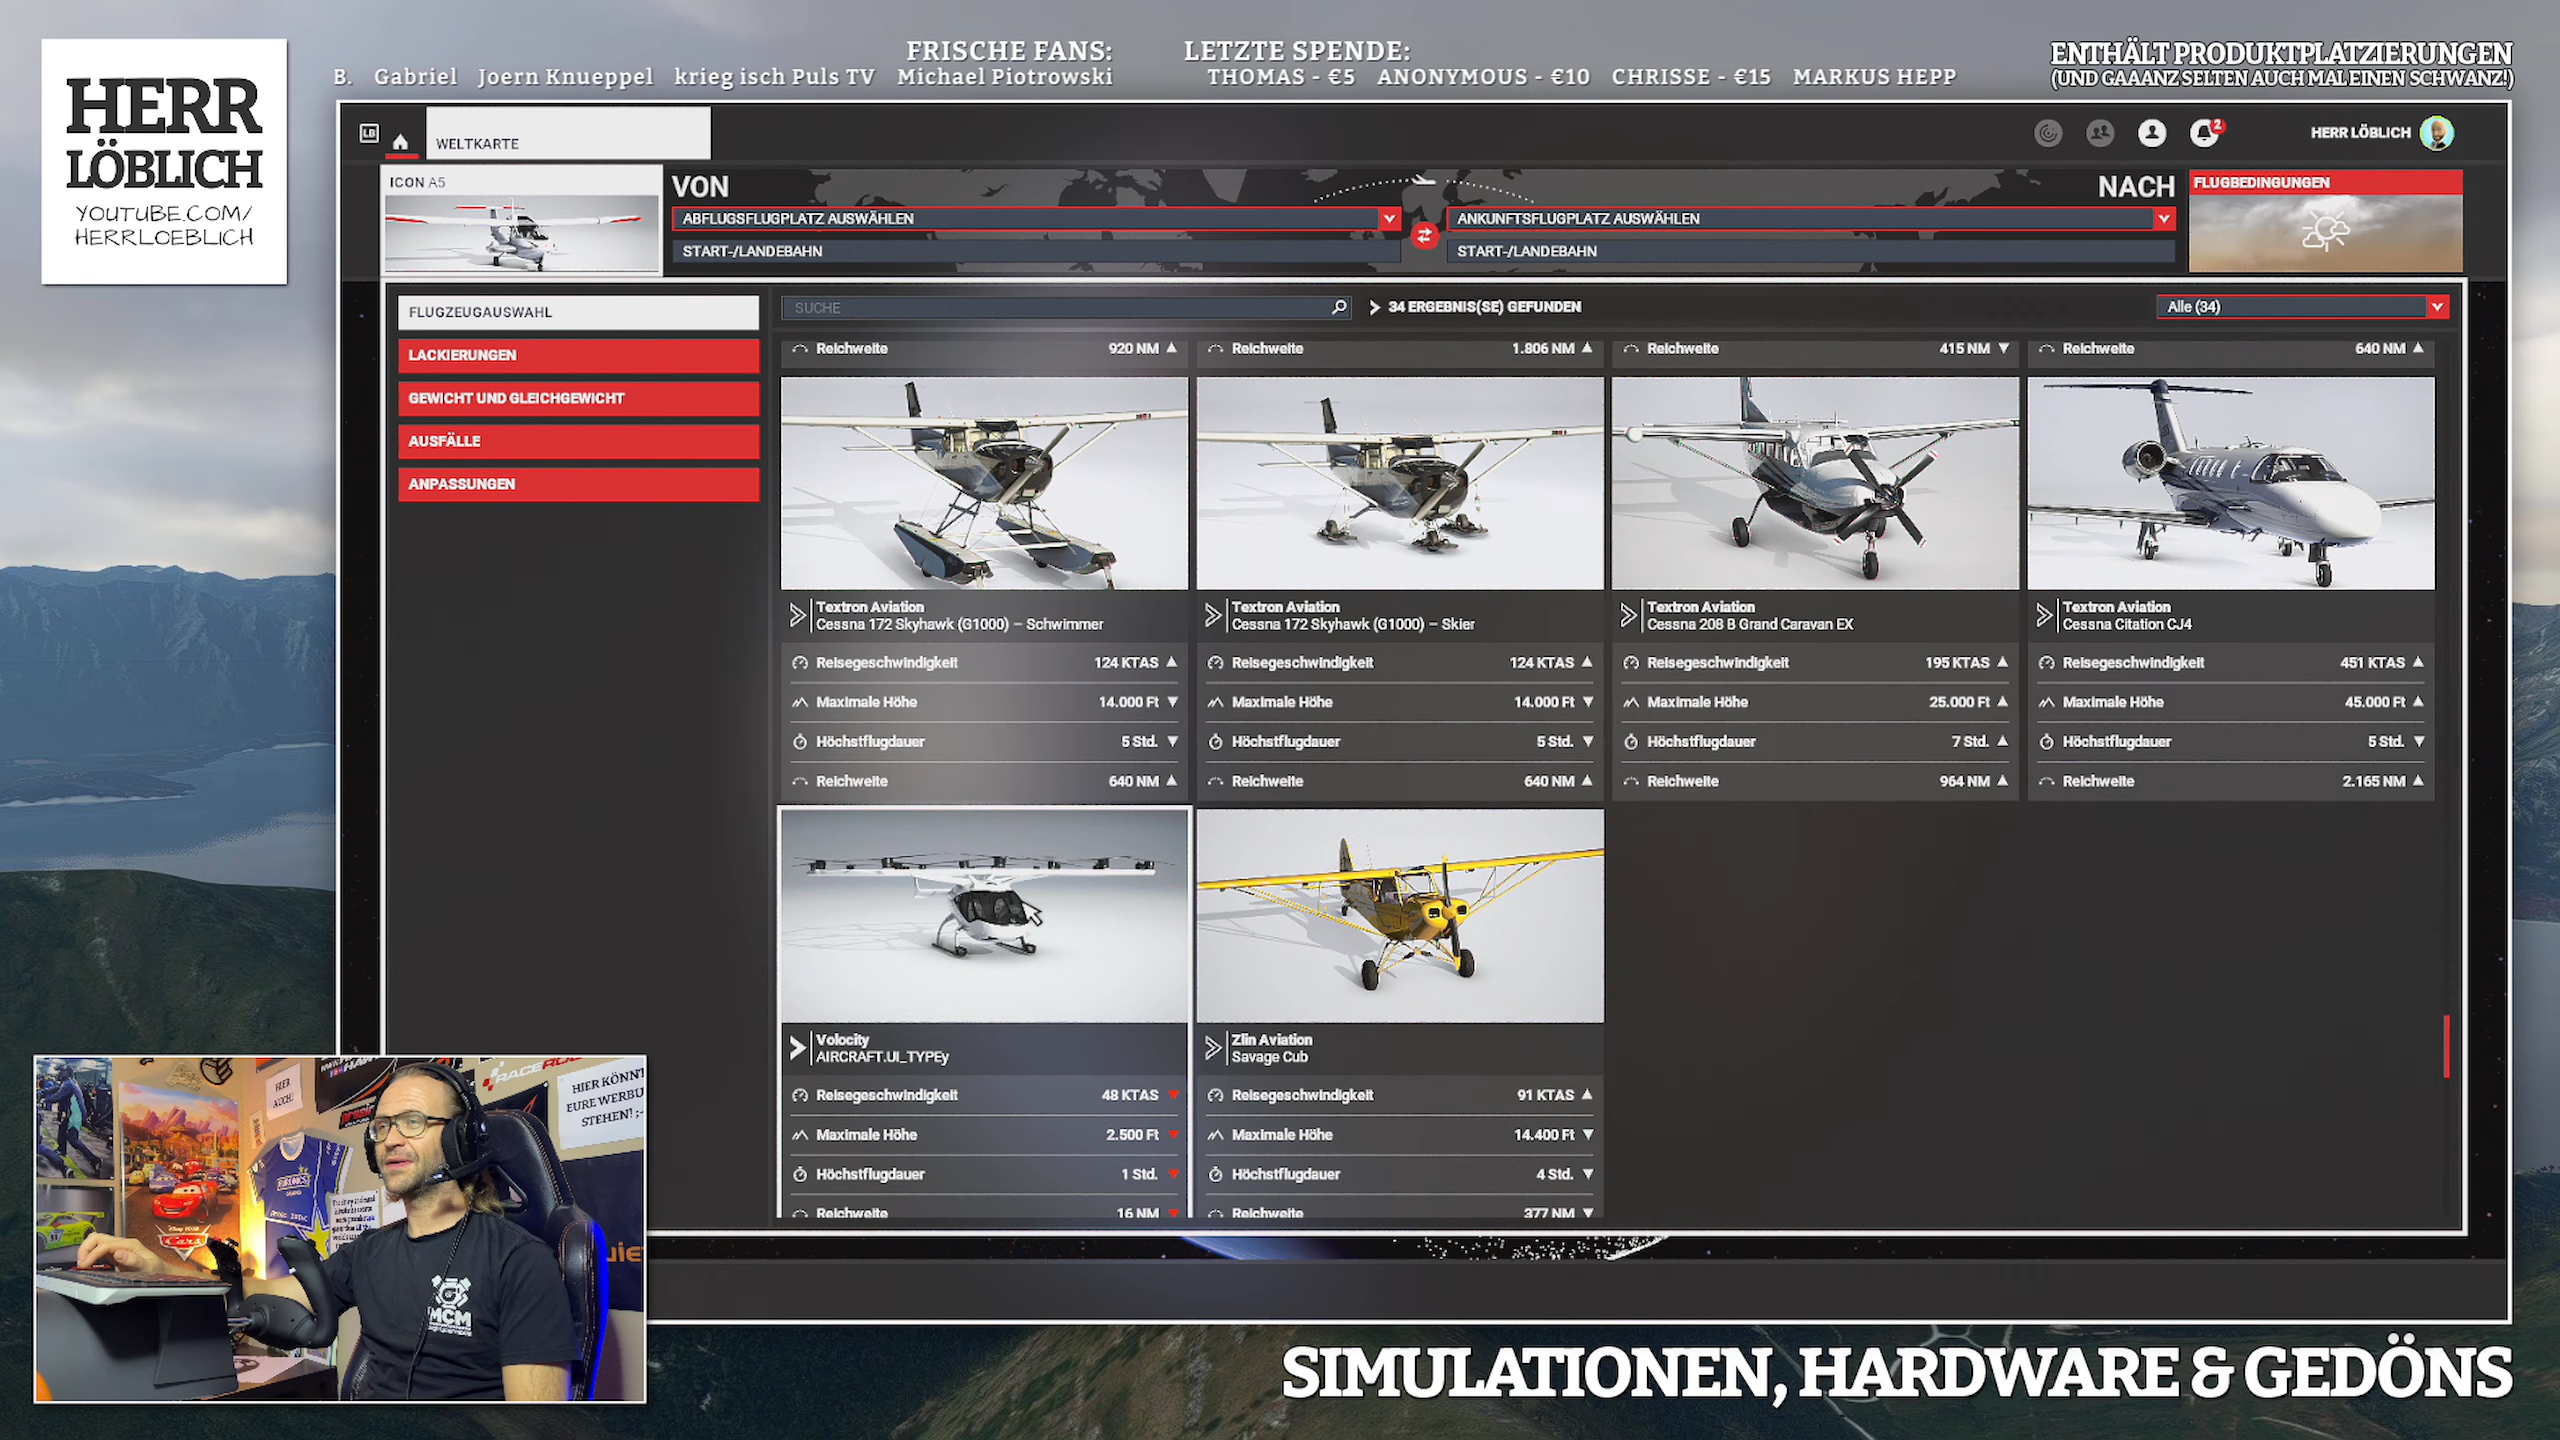 HERR
LÖBLICH
YOUTUBE.COM/
HERRLOEBLICH
FRISCHE FANS:
B. Gabriel Joern Knueppel krieg isch Puls TV Michael Piotrowski
LETZTE SPENDE:
THOMAS - €5 ANONYMOUS - €10 CHRISSE - €15 MARKUS HEPP
ENTHÄLT PRODUKTPLATZIERUNGEN
(UND GAAANZ SELTEN AUCH MAL EINEN SCHWANZ!)
WELTKARTE
2
HERR LÖBLICH
ICON A5
VON
ABFLUGSFLUGPLATZ AUSWÄHLEN
START-/LANDEBAHN
NACH
ANKUNFTSFLUGPLATZ AUSWÄHLEN
START-/LANDEBAHN
FLUGBEDINGUNGEN
FLUGZEUGAUSWAHL
LACKIERUNGEN
GEWICHT UND GLEICHGEWICHT
AUSFÄLLE
ANPASSUNGEN
SUCHE
34 ERGEBNIS(SE) GEFUNDEN
Alle (34)
Reichweite 920 NM
Reichweite 1.806 NM
Reichweite 415 NM
Reichweite 640 NM
Textron Aviation
Cessna 172 Skyhawk (G1000) – Schwimmer
Reisegeschwindigkeit 124 KTAS
Maximale Höhe 14.000 Ft
Höchstflugdauer 5 Std.
Reichweite 640 NM
Textron Aviation
Cessna 172 Skyhawk (G1000) – Skier
Reisegeschwindigkeit 124 KTAS
Maximale Höhe 14.000 Ft
Höchstflugdauer 5 Std.
Reichweite 640 NM
Textron Aviation
Cessna 208 B Grand Caravan EX
Reisegeschwindigkeit 195 KTAS
Maximale Höhe 25.000 Ft
Höchstflugdauer 7 Std.
Reichweite 964 NM
Textron Aviation
Cessna Citation CJ4
Reisegeschwindigkeit 451 KTAS
Maximale Höhe 45.000 Ft
Höchstflugdauer 5 Std.
Reichweite 2.165 NM
Volocity
AIRCRAFT.UI_TYPEy
Reisegeschwindigkeit 48 KTAS
Maximale Höhe 2.500 Ft
Höchstflugdauer 1 Std.
Reichweite 16 NM
Zlin Aviation
Savage Cub
Reisegeschwindigkeit 91 KTAS
Maximale Höhe 14.400 Ft
Höchstflugdauer 4 Std.
Reichweite 377 NM
HIER
AUCH!
HIER KÖNNT
EURE WERBU
STEHEN! ;-
Cars
MCM
SIMULATIONEN, HARDWARE & GEDÖNS